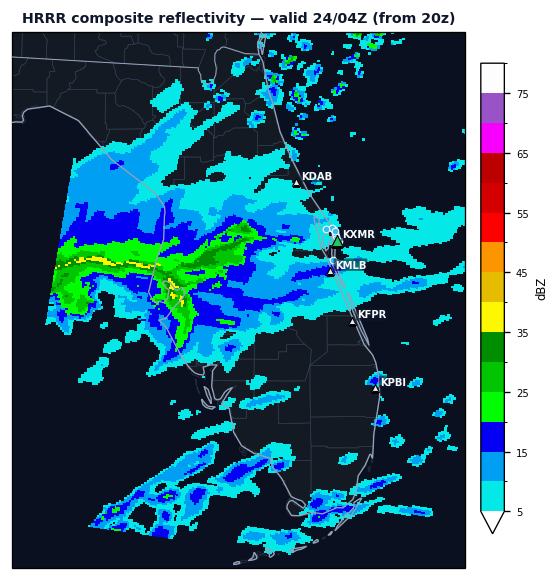 HRRR composite reflectivity — valid 24/04Z (from 20z)
KDAB
KXMR
KMLB
KFPR
KPBI
75
65
55
45
35
25
15
5
dBZ